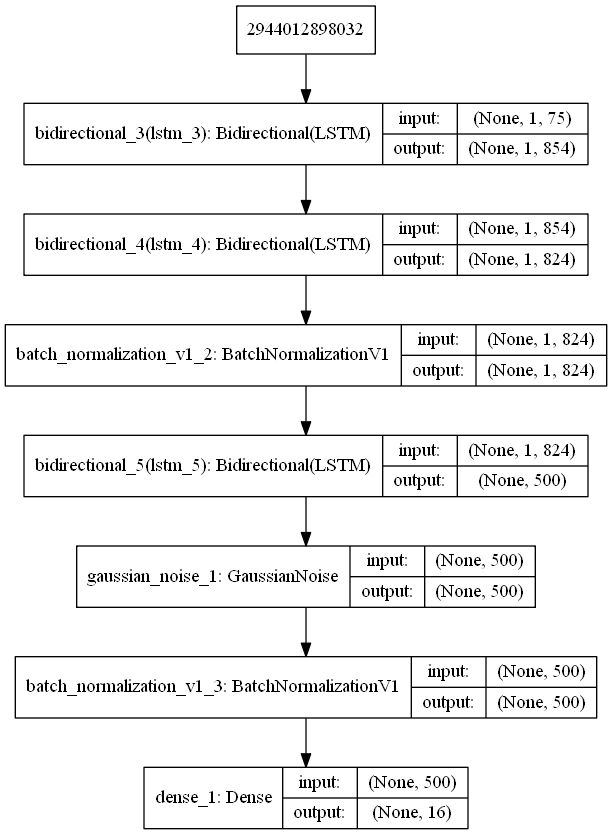 2944012898032
bidirectional_3(lstm_3): Bidirectional(LSTM)
input: (None, 1, 75)
output: (None, 1, 854)
bidirectional_4(lstm_4): Bidirectional(LSTM)
input: (None, 1, 854)
output: (None, 1, 824)
batch_normalization_v1_2: BatchNormalizationV1
input: (None, 1, 824)
output: (None, 1, 824)
bidirectional_5(lstm_5): Bidirectional(LSTM)
input: (None, 1, 824)
output: (None, 500)
gaussian_noise_1: GaussianNoise
input: (None, 500)
output: (None, 500)
batch_normalization_v1_3: BatchNormalizationV1
input: (None, 500)
output: (None, 500)
dense_1: Dense
input: (None, 500)
output: (None, 16)